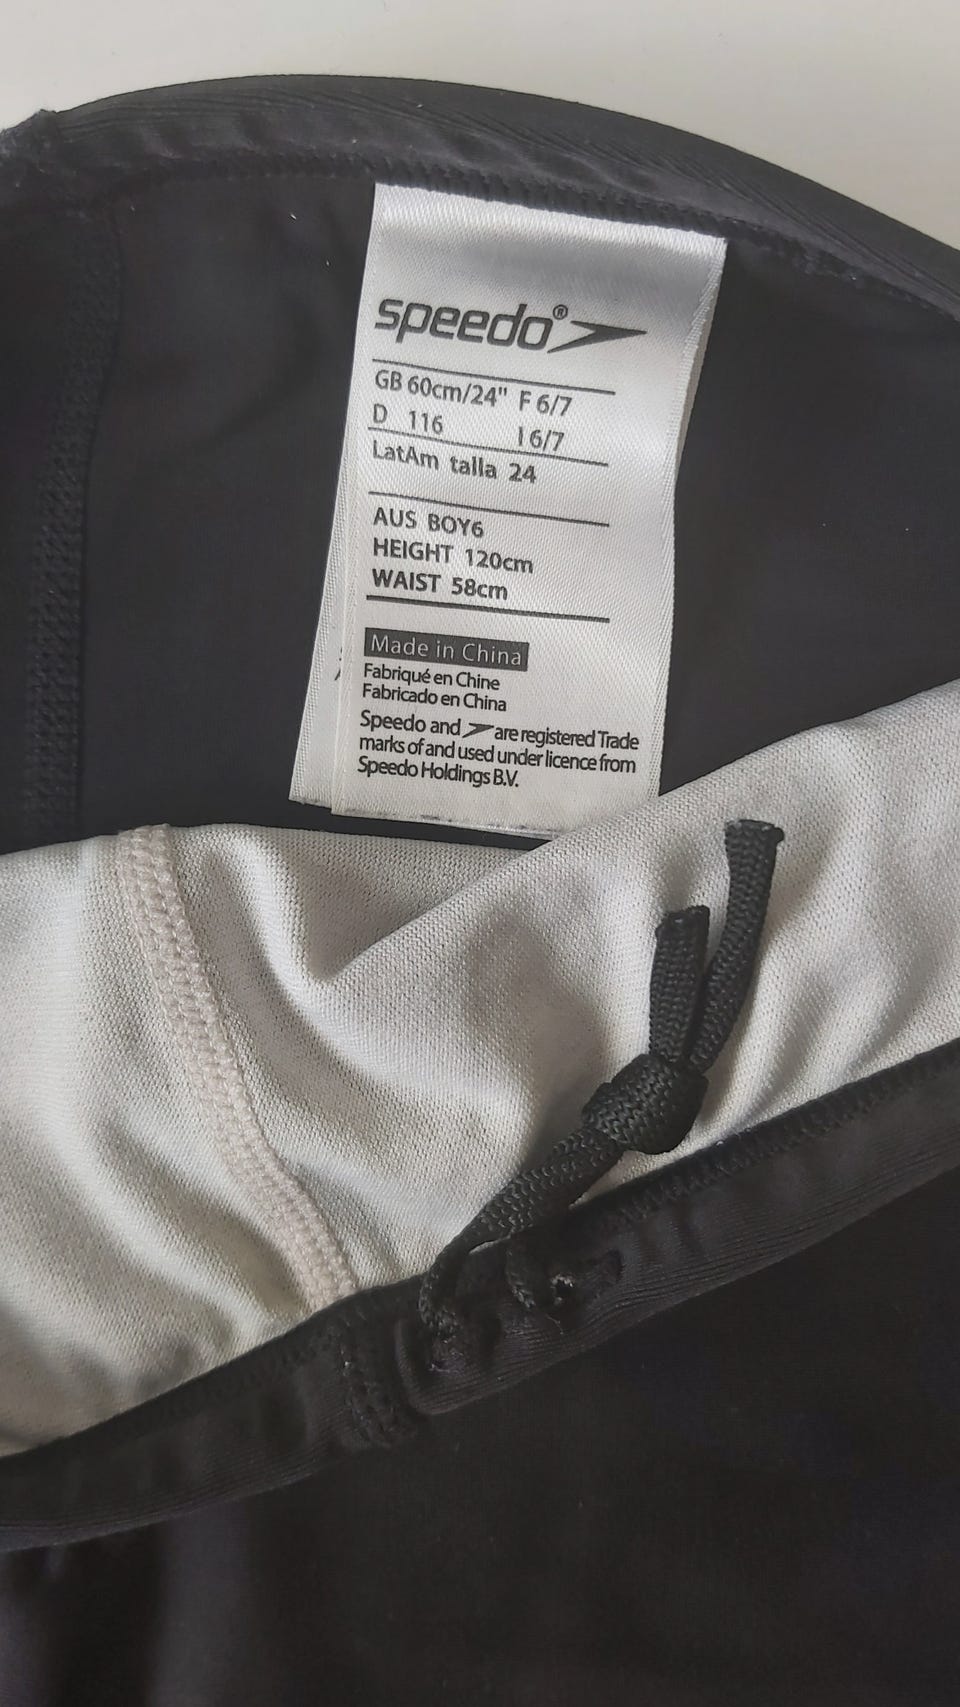 speedo®
GB 60cm/24" F 6/7
D 116 I 6/7
LatAm talla 24
AUS BOY6
HEIGHT 120cm
WAIST 58cm
Made in China
Fabriqué en Chine
Fabricado en China
Speedo and are registered Trade
marks of and used under licence from
Speedo Holdings B.V.